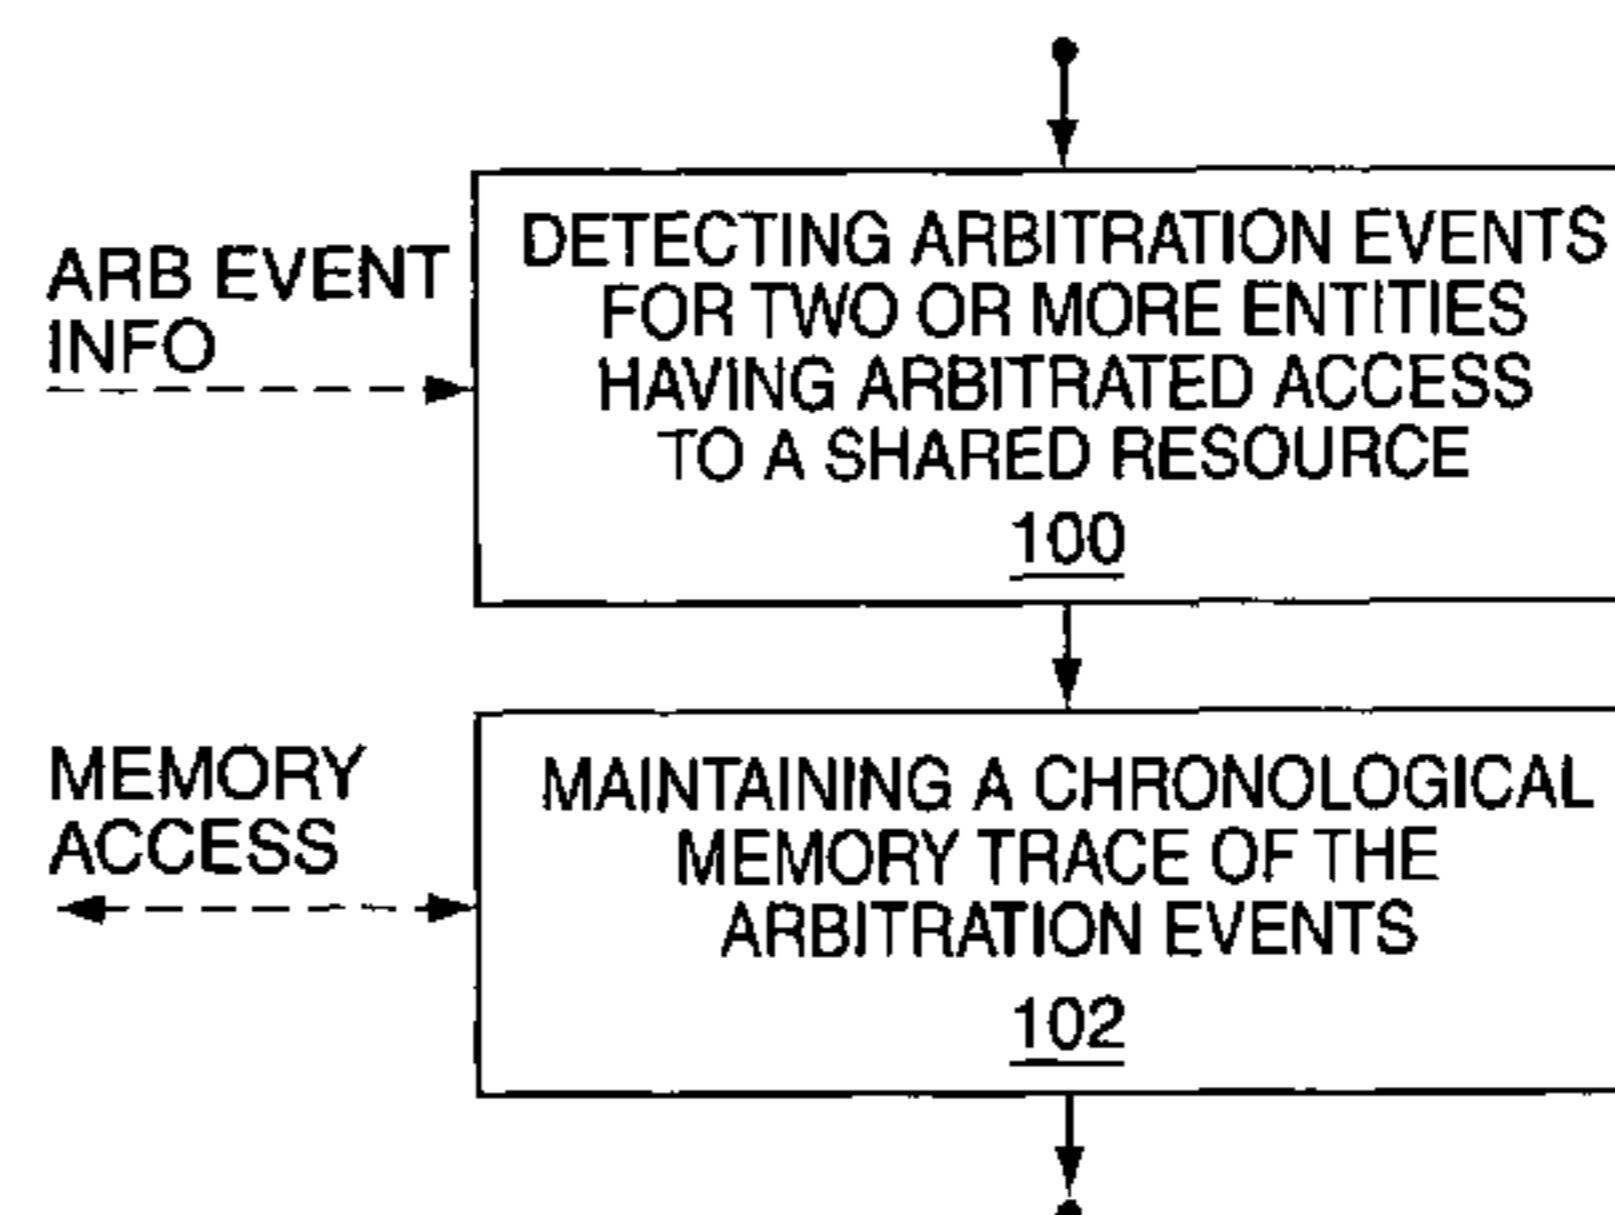 ARB EVENT
INFO
DETECTING ARBITRATION EVENTS
FOR TWO OR MORE ENTITIES
HAVING ARBITRATED ACCESS
TO A SHARED RESOURCE
100
MEMORY
ACCESS
MAINTAINING A CHRONOLOGICAL
MEMORY TRACE OF THE
ARBITRATION EVENTS
102